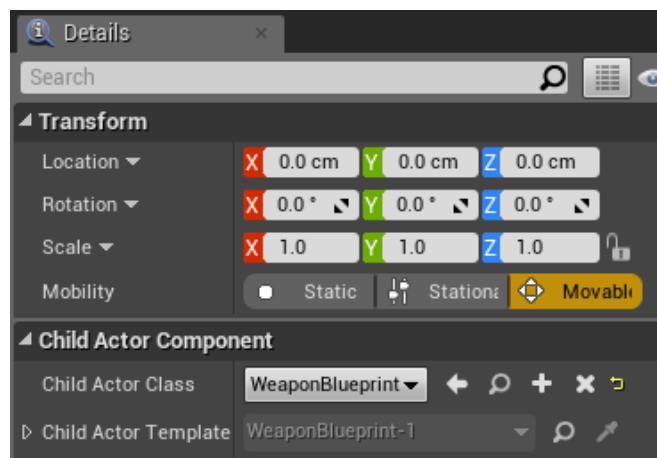 Details
Search
Transform
Location X 0.0 cm Y 0.0 cm Z 0.0 cm
Rotation X 0.0 ° Y 0.0 ° Z 0.0 °
Scale X 1.0 Y 1.0 Z 1.0
Mobility Static Stationa Movable
Child Actor Component
Child Actor Class WeaponBlueprint
Child Actor Template WeaponBlueprint-1